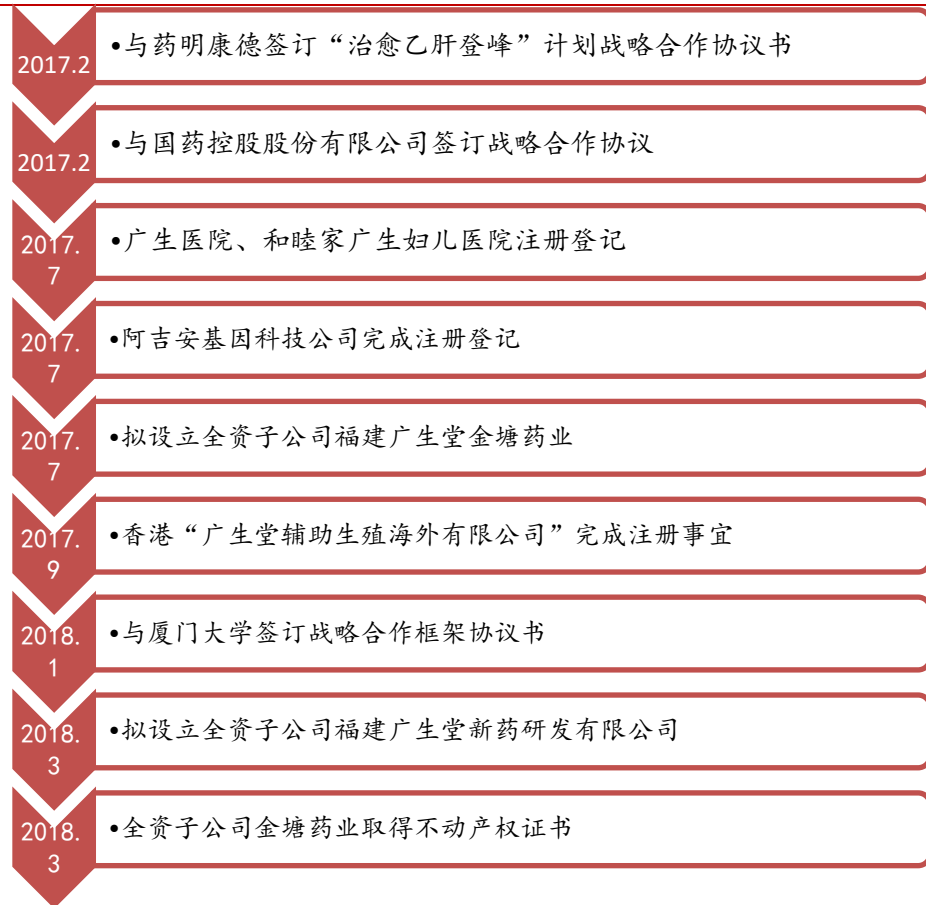 2017.2
•与药明康德签订“治愈乙肝登峰”计划战略合作协议书
2017.2
•与国药控股股份有限公司签订战略合作协议
2017.
7
•广生医院、和睦家广生妇儿医院注册登记
2017.
7
•阿吉安基因科技公司完成注册登记
2017.
7
•拟设立全资子公司福建广生堂金塘药业
2017.
9
•香港“广生堂辅助生殖海外有限公司”完成注册事宜
2018.
1
•与厦门大学签订战略合作框架协议书
2018.
3
•拟设立全资子公司福建广生堂新药研发有限公司
2018.
3
•全资子公司金塘药业取得不动产权证书